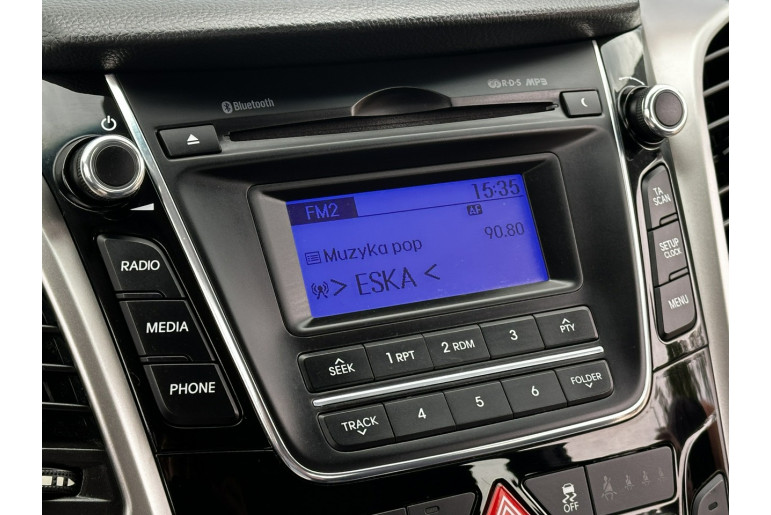 Bluetooth
R·D·S MP3
15:35
FM2
AF
90.80
Muzyka pop
> ESKA <
RADIO
MEDIA
PHONE
TA
SCAN
SETUP
CLOCK
MENU
SEEK
1 RPT
2 RDM
3
PTY
TRACK
4
5
6
FOLDER
OFF